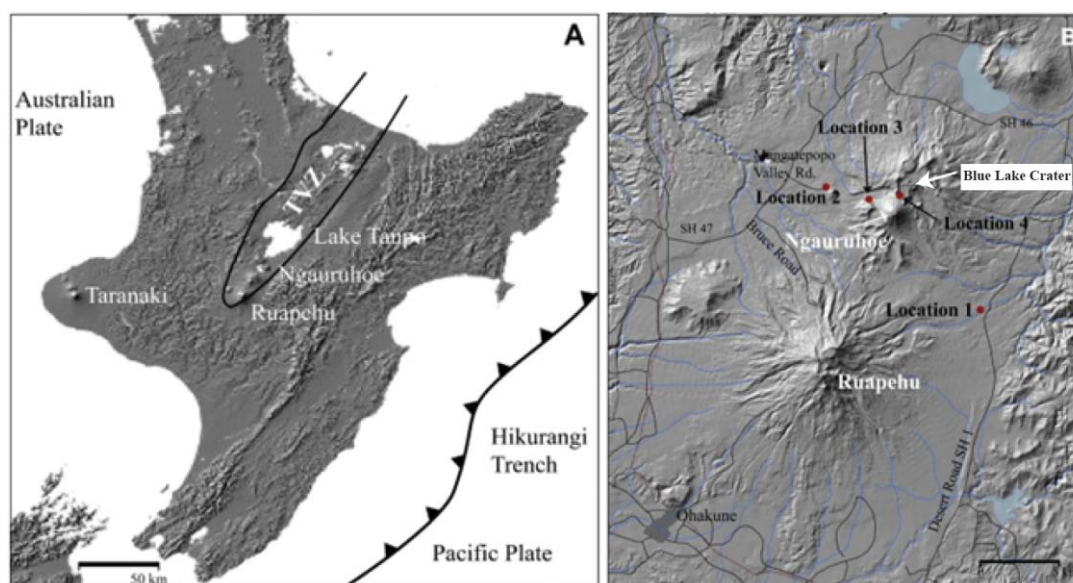 A
Australian
Plate
TVZ
Lake Taupo
Ngauruhoe
Taranaki
Ruapehu
Hikurangi
Trench
Pacific Plate
50 km
B
SH 46
Location 3
Mangatepopo
Valley Rd.
Blue Lake Crater
Location 2
Location 4
SH 47
Bruce Road
Ngauruhoe
Location 1
Ruapehu
Desert Road SH 1
Ohakune